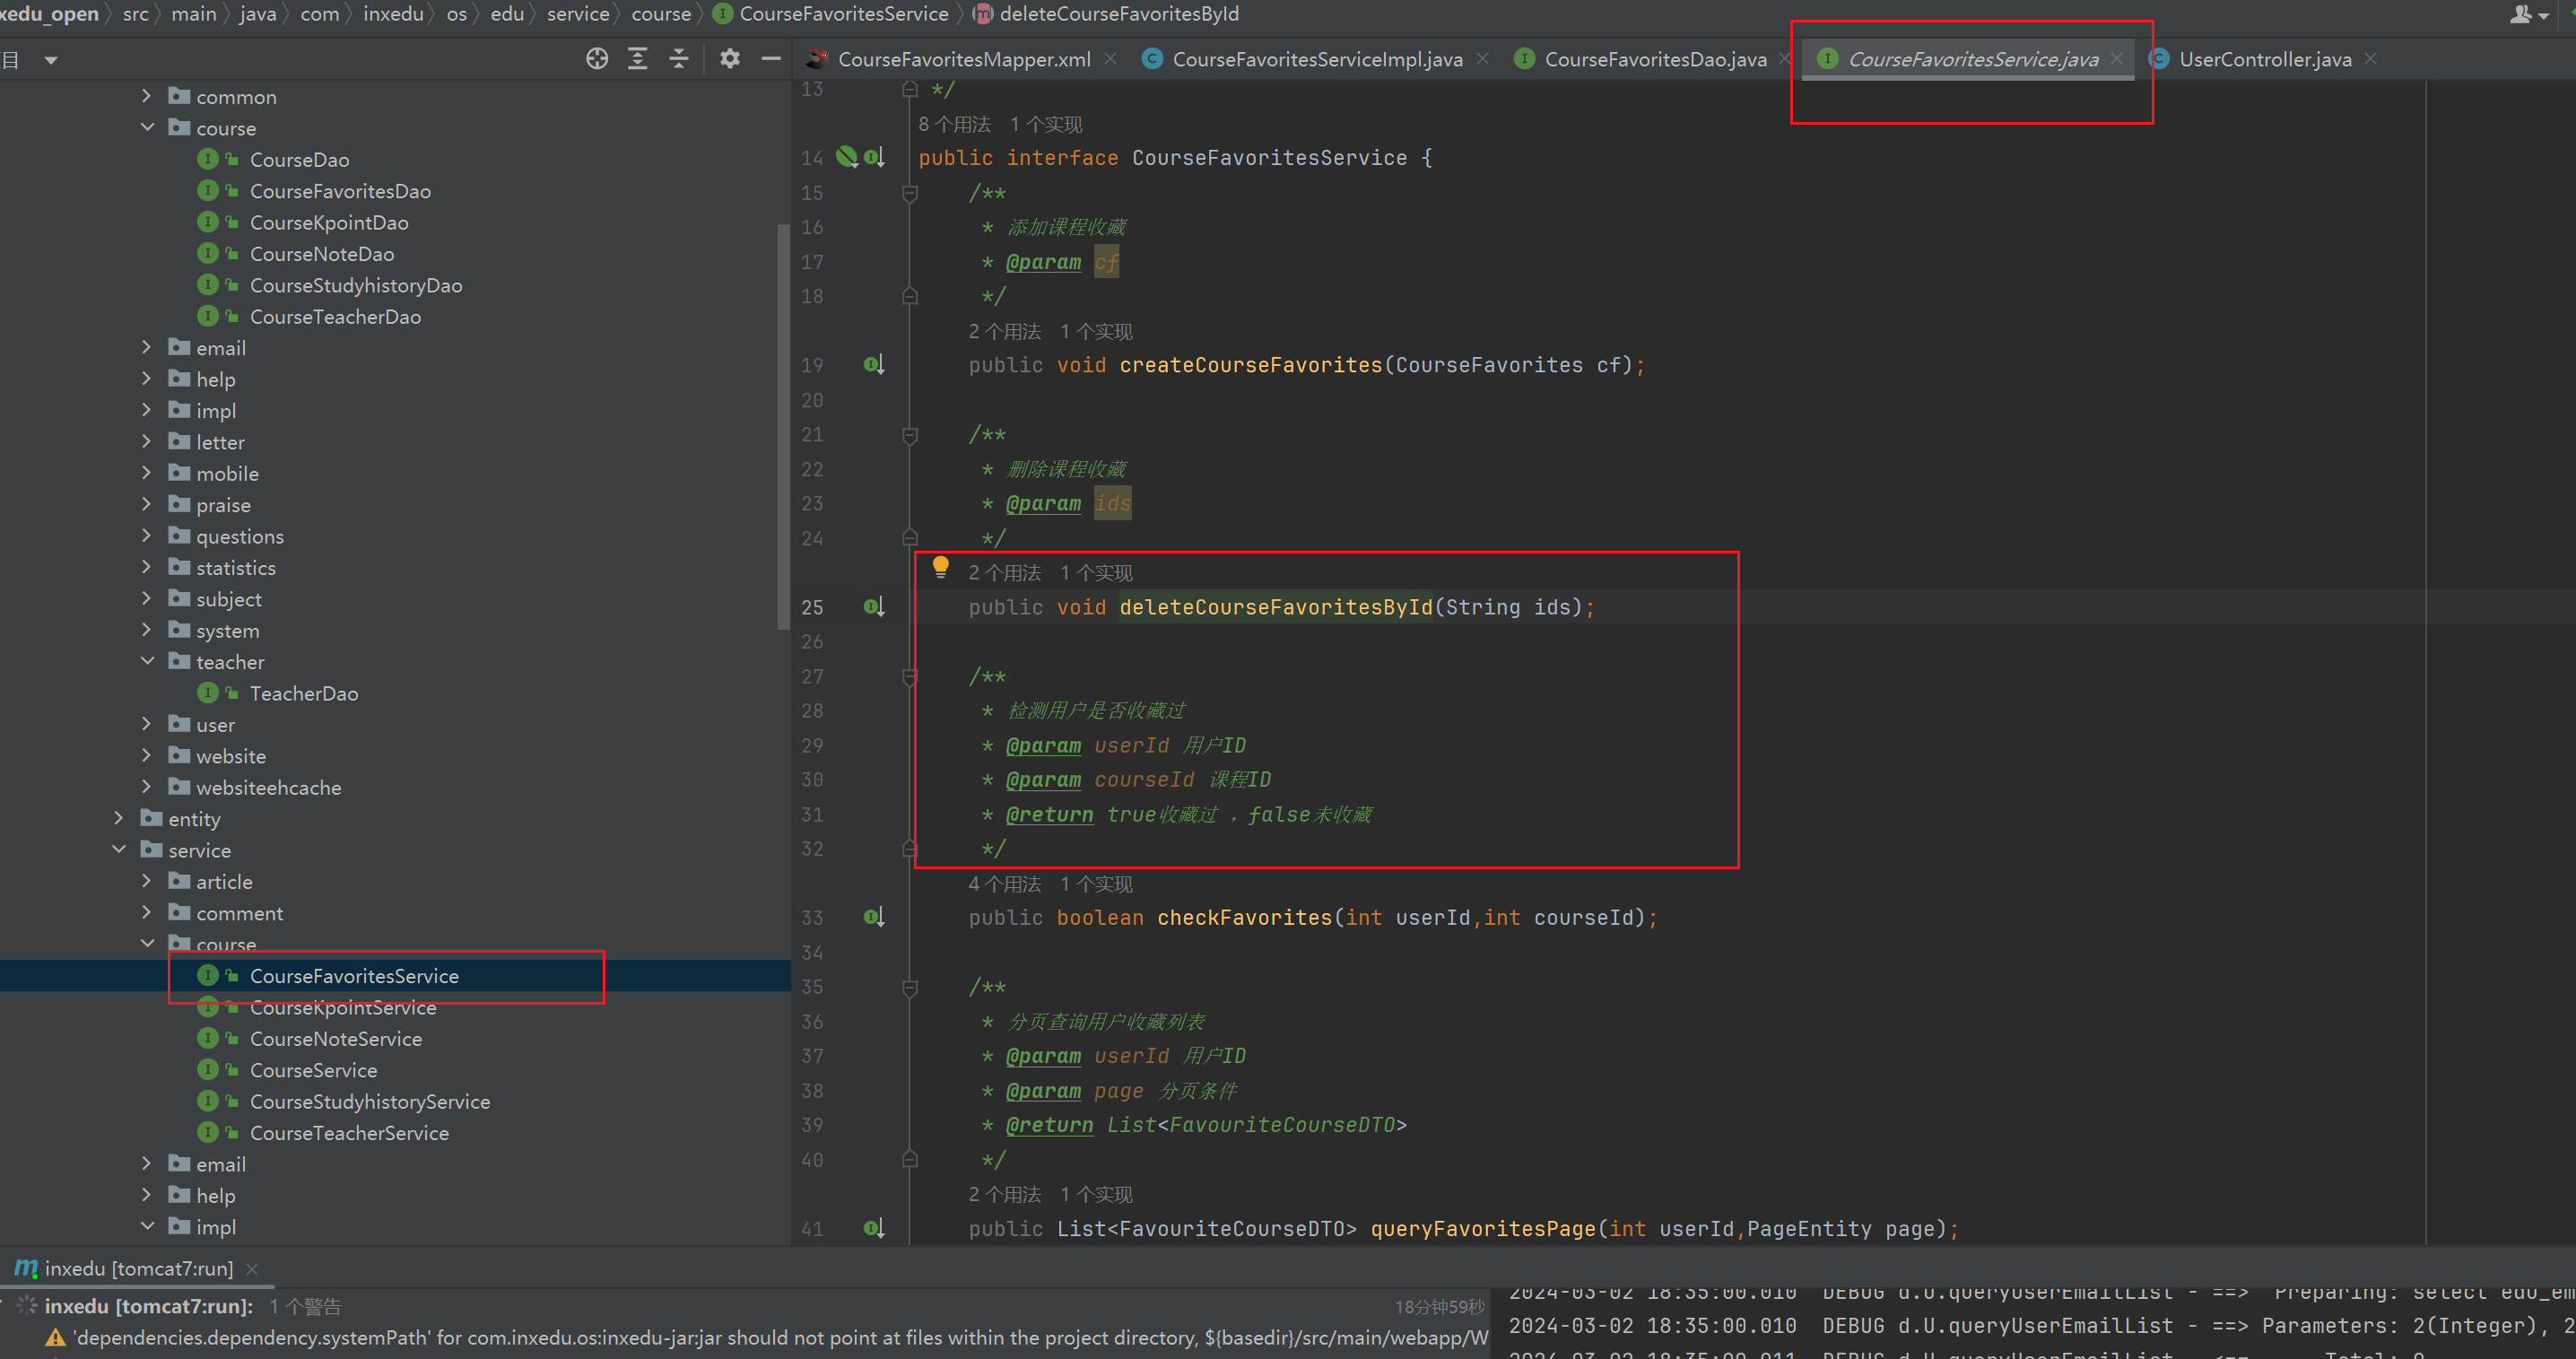 xedu_open src main java com inxedu os edu service course CourseFavoritesService deleteCourseFavoritesById
目
CourseFavoritesMapper.xml CourseFavoritesServiceImpl.java CourseFavoritesDao.java CourseFavoritesService.java UserController.java
common
course
CourseDao
CourseFavoritesDao
CourseKpointDao
CourseNoteDao
CourseStudyhistoryDao
CourseTeacherDao
email
help
impl
letter
mobile
praise
questions
statistics
subject
system
teacher
TeacherDao
user
website
websiteehcache
entity
service
article
comment
course
CourseFavoritesService
CourseKpointService
CourseNoteService
CourseService
CourseStudyhistoryService
CourseTeacherService
email
help
impl
13 */
8 个用法 1 个实现
14 public interface CourseFavoritesService {
15 /**
16 * 添加课程收藏
17 * @param cf
18 */
2 个用法 1 个实现
19 public void createCourseFavorites(CourseFavorites cf);
20
21 /**
22 * 删除课程收藏
23 * @param ids
24 */
2 个用法 1 个实现
25 public void deleteCourseFavoritesById(String ids);
26
27 /**
28 * 检测用户是否收藏过
29 * @param userId 用户ID
30 * @param courseId 课程ID
31 * @return true收藏过 ，false未收藏
32 */
4 个用法 1 个实现
33 public boolean checkFavorites(int userId,int courseId);
34
35 /**
36 * 分页查询用户收藏列表
37 * @param userId 用户ID
38 * @param page 分页条件
39 * @return List<FavouriteCourseDTO>
40 */
2 个用法 1 个实现
41 public List<FavouriteCourseDTO> queryFavoritesPage(int userId,PageEntity page);
inxedu [tomcat7:run]
inxedu [tomcat7:run]: 1 个警告 18分钟59秒
'dependencies.dependency.systemPath' for com.inxedu.os:inxedu-jar:jar should not point at files within the project directory, ${basedir}/src/main/webapp/W
2024-03-02 18:35:00.010 DEBUG d.U.queryUserEmailList - ==> Preparing: select edu_em
2024-03-02 18:35:00.010 DEBUG d.U.queryUserEmailList - ==> Parameters: 2(Integer), 2
2024-03-02 18:35:00.011 DEBUG d.U.queryUserEmailList - <== Total: 0